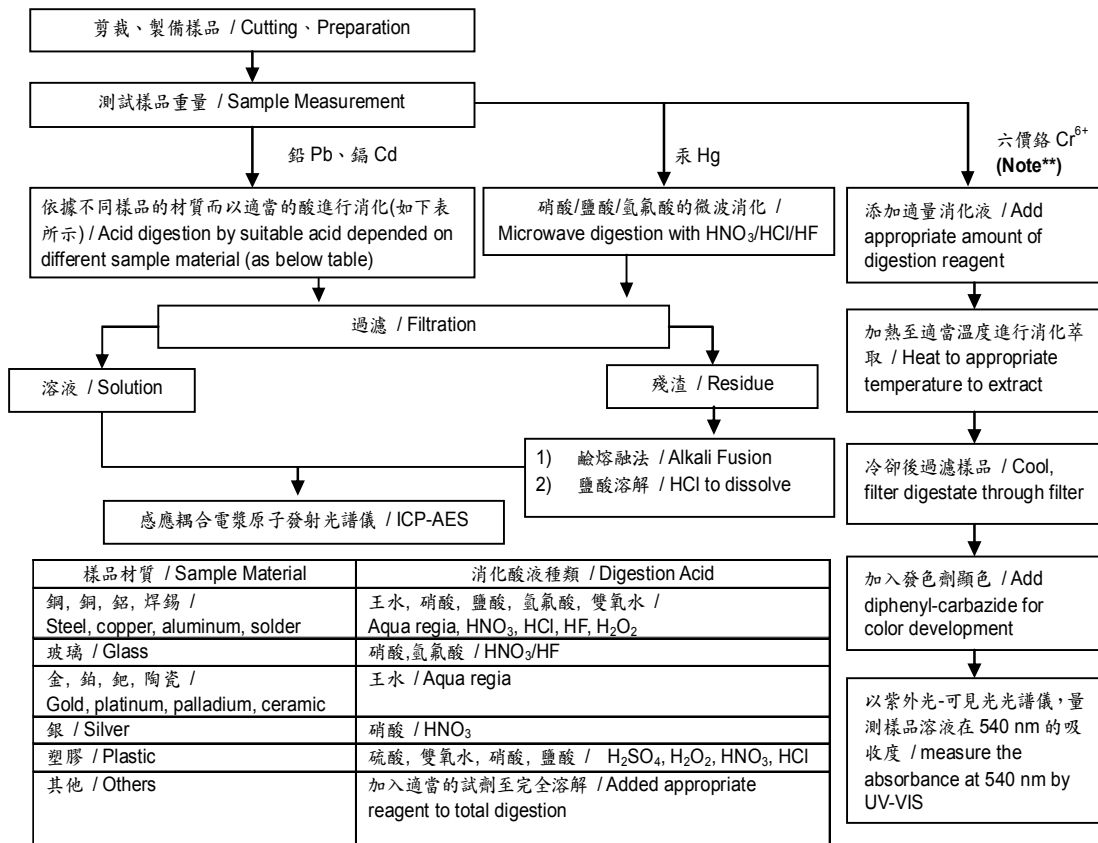 剪裁、製備樣品 / Cutting、Preparation
測試樣品重量 / Sample Measurement
鉛 Pb、鎘 Cd
汞 Hg
六價鉻 Cr⁶⁺
(Note**)
依據不同樣品的材質而以適當的酸進行消化(如下表
所示) / Acid digestion by suitable acid depended on
different sample material (as below table)
硝酸/鹽酸/氫氟酸的微波消化 /
Microwave digestion with HNO₃/HCl/HF
添加適量消化液 / Add
appropriate amount of
digestion reagent
過濾 / Filtration
加熱至適當溫度進行消化萃
取 / Heat to appropriate
temperature to extract
溶液 / Solution
殘渣 / Residue
1) 鹼熔融法 / Alkali Fusion
2) 鹽酸溶解 / HCl to dissolve
冷卻後過濾樣品 / Cool,
filter digestate through filter
感應耦合電漿原子發射光譜儀 / ICP-AES
加入發色劑顯色 / Add
diphenyl-carbazide for
color development
以紫外光-可見光光譜儀，量
測樣品溶液在 540 nm 的吸
收度 / measure the
absorbance at 540 nm by
UV-VIS
樣品材質 / Sample Material
消化酸液種類 / Digestion Acid
鋼, 銅, 鋁, 焊錫 /
Steel, copper, aluminum, solder
王水, 硝酸, 鹽酸, 氫氟酸, 雙氧水 /
Aqua regia, HNO₃, HCl, HF, H₂O₂
玻璃 / Glass
硝酸,氫氟酸 / HNO₃/HF
金, 鉑, 鈀, 陶瓷 /
Gold, platinum, palladium, ceramic
王水 / Aqua regia
銀 / Silver
硝酸 / HNO₃
塑膠 / Plastic
硫酸, 雙氧水, 硝酸, 鹽酸 / H₂SO₄, H₂O₂, HNO₃, HCl
其他 / Others
加入適當的試劑至完全溶解 / Added appropriate
reagent to total digestion